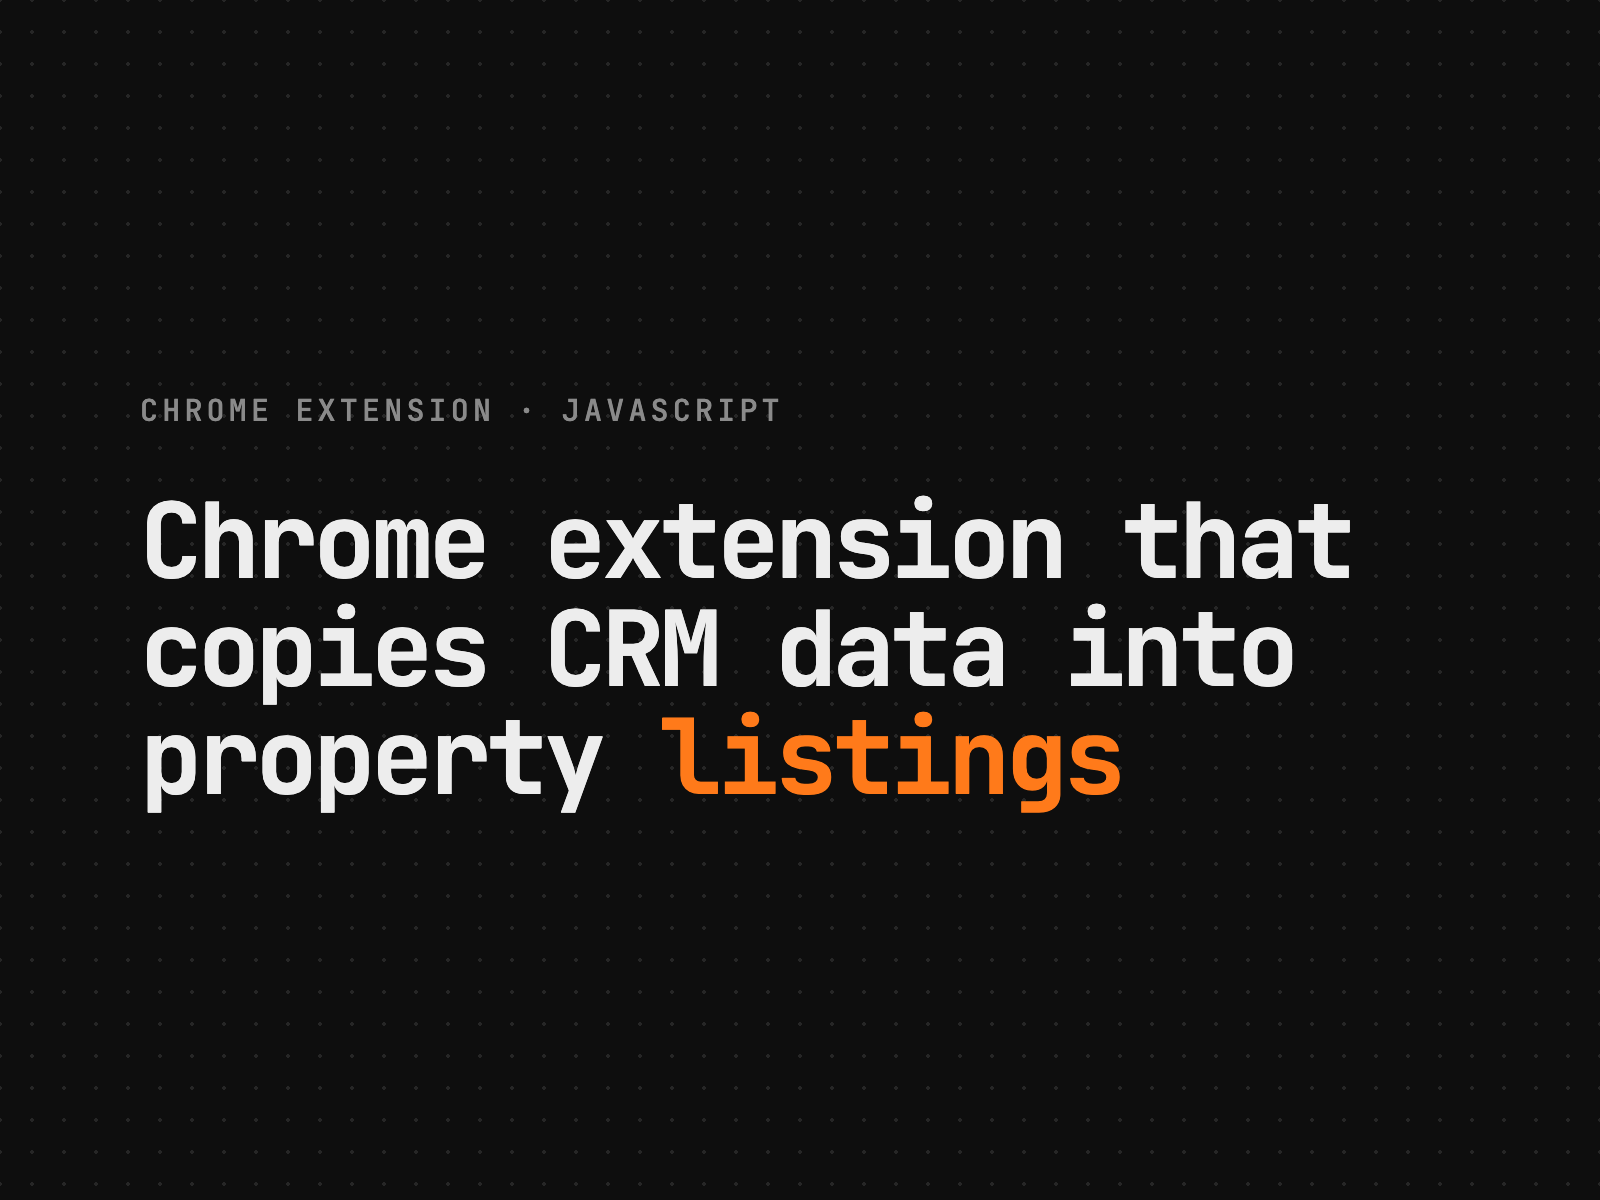 CHROME EXTENSION · JAVASCRIPT
Chrome extension that
copies CRM data into
property listings